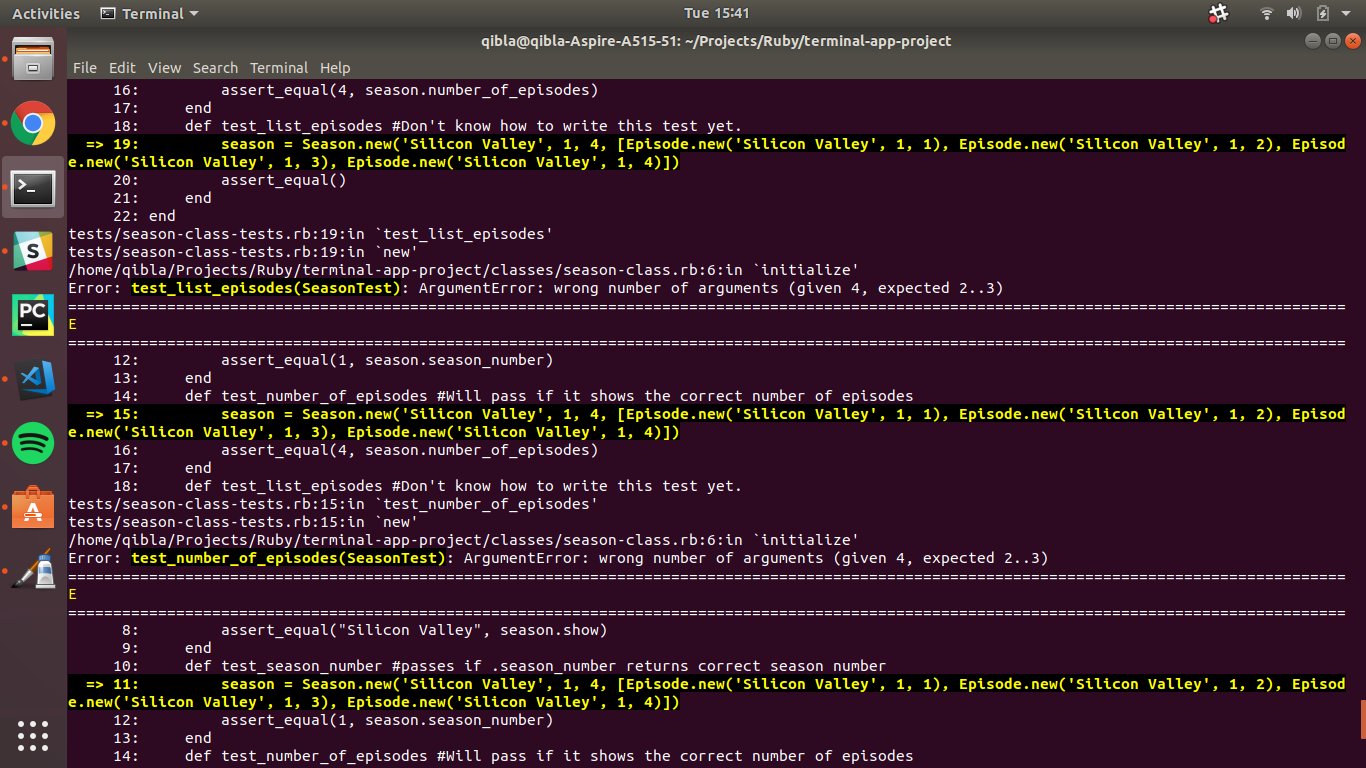 Activities Terminal Tue 15:41
qibla@qibla-Aspire-A515-51: ~/Projects/Ruby/terminal-app-project
File Edit View Search Terminal Help
16: assert_equal(4, season.number_of_episodes)
17: end
18: def test_list_episodes #Don't know how to write this test yet.
=> 19: season = Season.new('Silicon Valley', 1, 4, [Episode.new('Silicon Valley', 1, 1), Episode.new('Silicon Valley', 1, 2), Episod
e.new('Silicon Valley', 1, 3), Episode.new('Silicon Valley', 1, 4)])
20: assert_equal()
21: end
22: end
tests/season-class-tests.rb:19:in `test_list_episodes'
tests/season-class-tests.rb:19:in `new'
/home/qibla/Projects/Ruby/terminal-app-project/classes/season-class.rb:6:in `initialize'
Error: test_list_episodes(SeasonTest): ArgumentError: wrong number of arguments (given 4, expected 2..3)
==============================================================================================================================================
E
==============================================================================================================================================
12: assert_equal(1, season.season_number)
13: end
14: def test_number_of_episodes #Will pass if it shows the correct number of episodes
=> 15: season = Season.new('Silicon Valley', 1, 4, [Episode.new('Silicon Valley', 1, 1), Episode.new('Silicon Valley', 1, 2), Episod
e.new('Silicon Valley', 1, 3), Episode.new('Silicon Valley', 1, 4)])
16: assert_equal(4, season.number_of_episodes)
17: end
18: def test_list_episodes #Don't know how to write this test yet.
tests/season-class-tests.rb:15:in `test_number_of_episodes'
tests/season-class-tests.rb:15:in `new'
/home/qibla/Projects/Ruby/terminal-app-project/classes/season-class.rb:6:in `initialize'
Error: test_number_of_episodes(SeasonTest): ArgumentError: wrong number of arguments (given 4, expected 2..3)
==============================================================================================================================================
E
==============================================================================================================================================
8: assert_equal("Silicon Valley", season.show)
9: end
10: def test_season_number #passes if .season_number returns correct season number
=> 11: season = Season.new('Silicon Valley', 1, 4, [Episode.new('Silicon Valley', 1, 1), Episode.new('Silicon Valley', 1, 2), Episod
e.new('Silicon Valley', 1, 3), Episode.new('Silicon Valley', 1, 4)])
12: assert_equal(1, season.season_number)
13: end
14: def test_number_of_episodes #Will pass if it shows the correct number of episodes
>_
S
PC
A